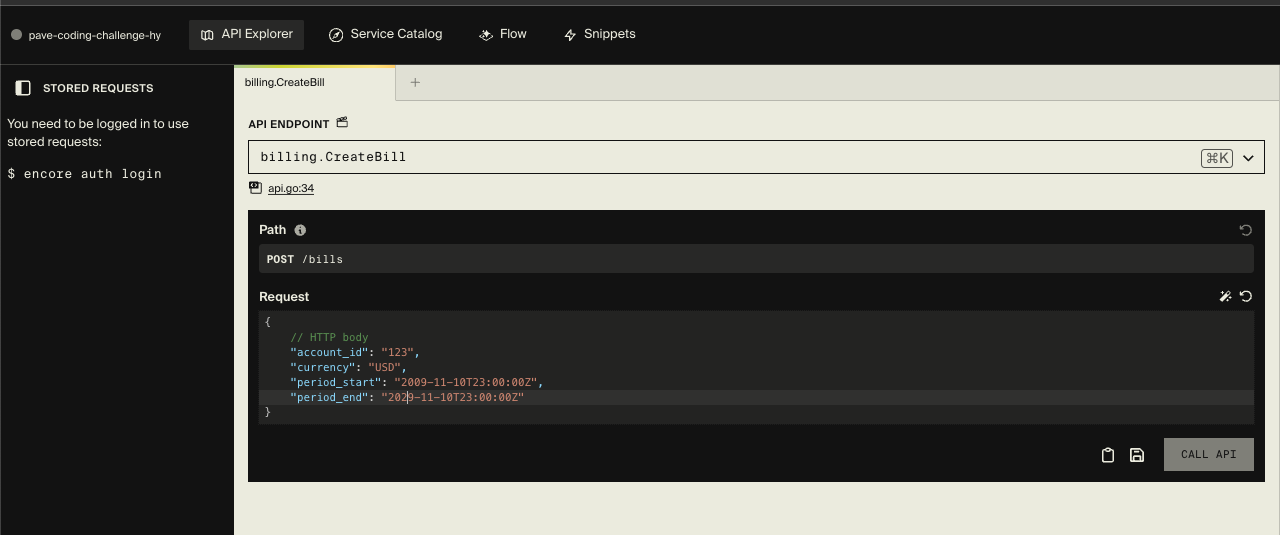 pave-coding-challenge-hy
API Explorer
Service Catalog
Flow
Snippets
STORED REQUESTS
You need to be logged in to use
stored requests:
$ encore auth login
billing.CreateBill
+
API ENDPOINT
billing.CreateBill
⌘K
api.go:34
Path
POST /bills
Request
{
// HTTP body
"account_id": "123",
"currency": "USD",
"period_start": "2009-11-10T23:00:00Z",
"period_end": "2029-11-10T23:00:00Z"
}
CALL API